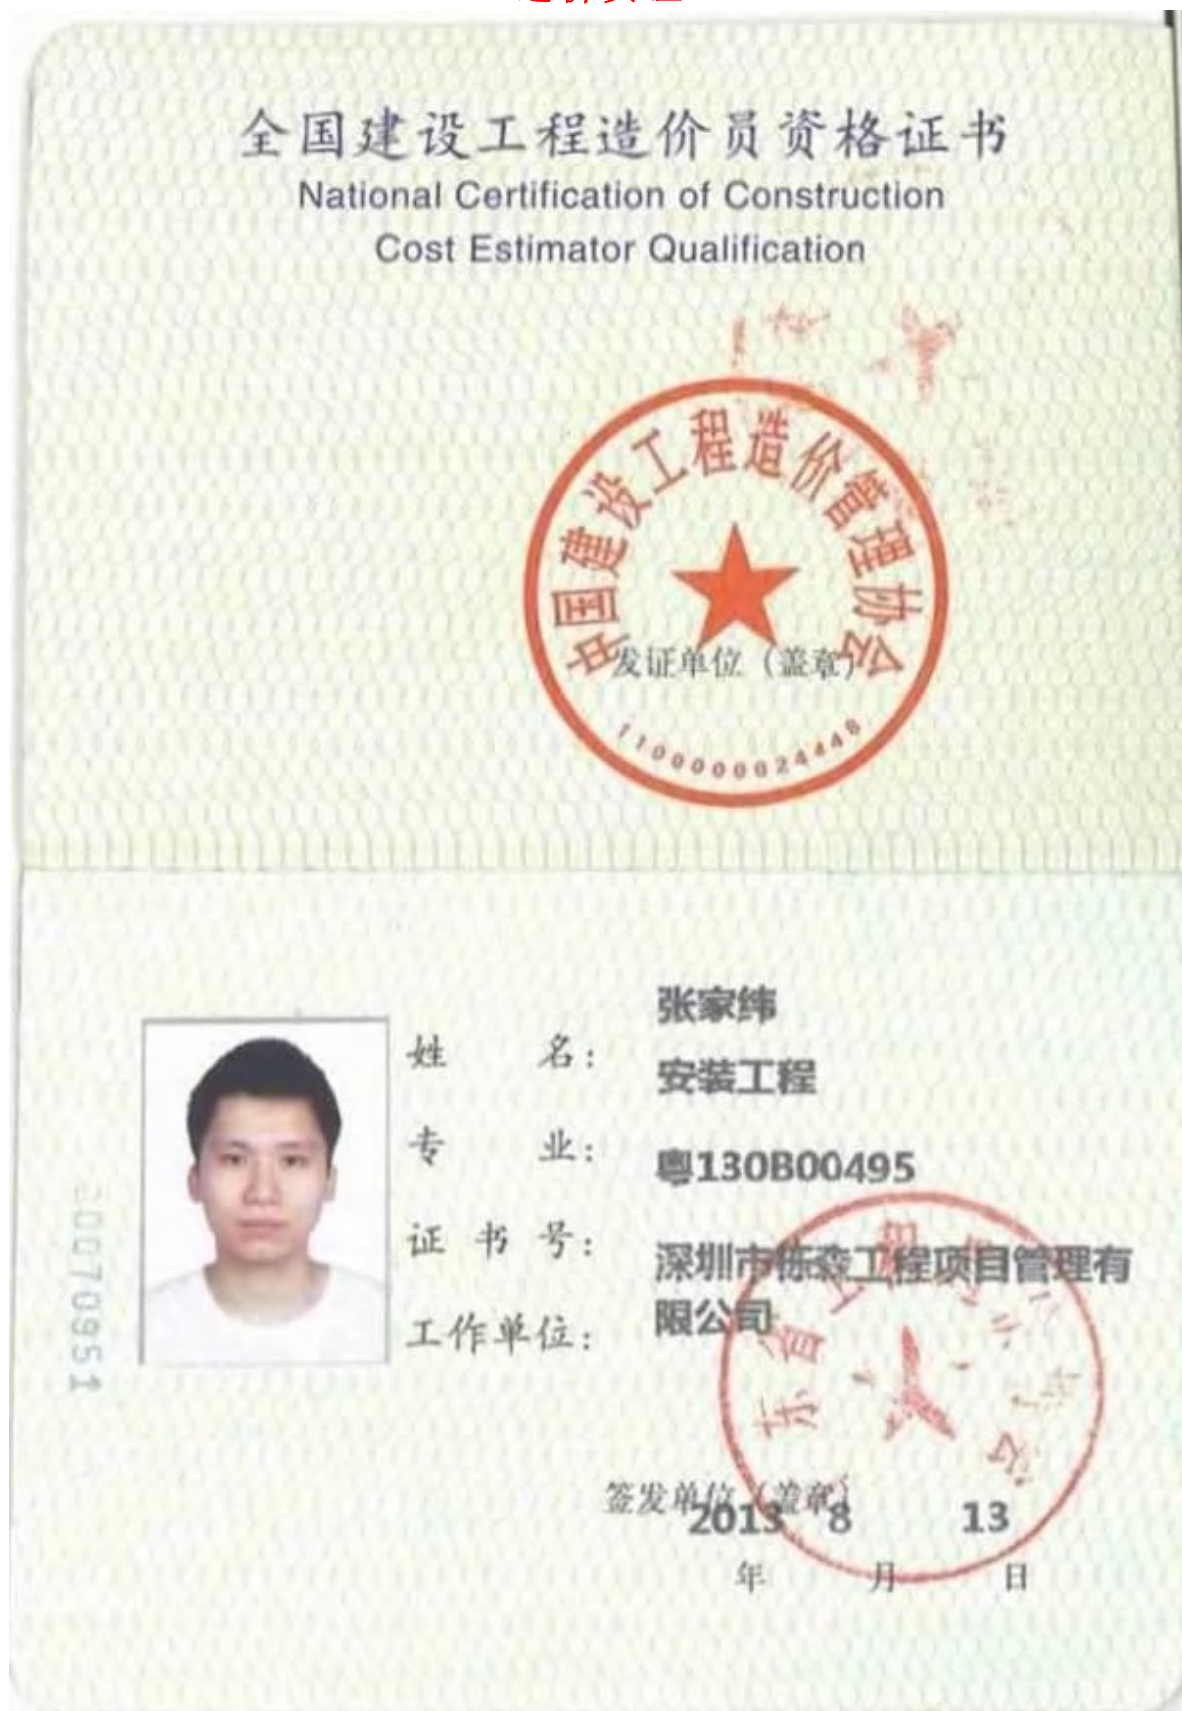 全国建设工程造价员资格证书
National Certification of Construction
Cost Estimator Qualification
中国建设工程造价管理协会
发证单位（盖章）
1100000024448
张家纬
姓 名：
安装工程
专 业：
粤130B00495
证 书 号：
深圳市栋森工程项目管理有
限公司
工作单位：
00709951
签发单位（盖章）
2013 8 13
年 月 日